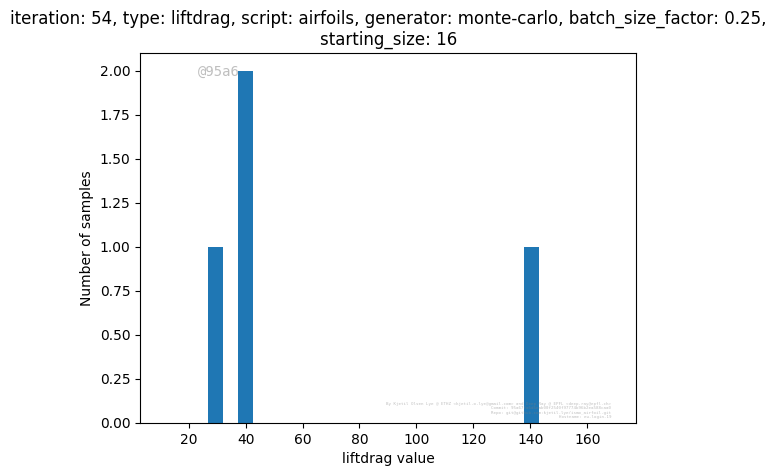 iteration: 54, type: liftdrag, script: airfoils, generator: monte-carlo, batch_size_factor: 0.25,
starting_size: 16
@95a6
2.00
1.75
1.50
1.25
1.00
0.75
0.50
0.25
0.00
Number of samples
20 40 60 80 100 120 140 160
liftdrag value